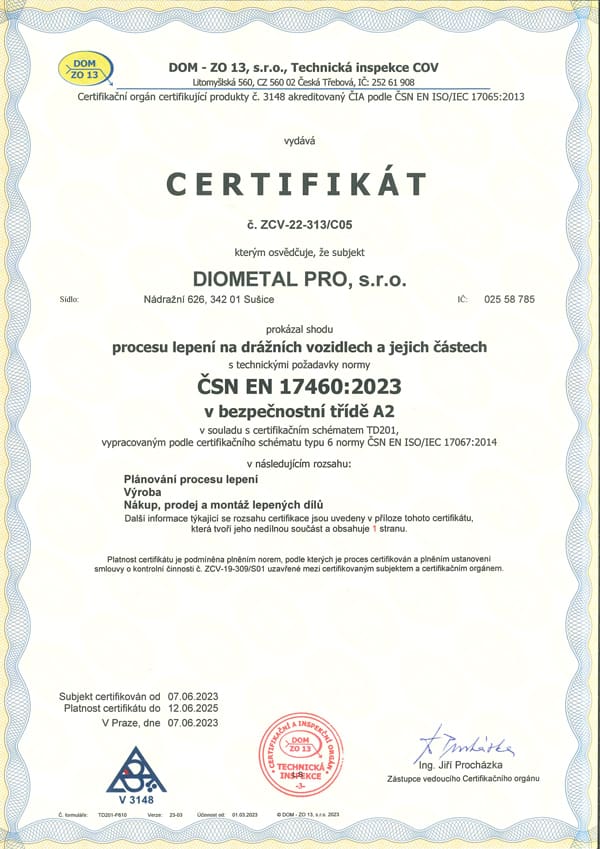 DOM
ZO 13
DOM - ZO 13, s.r.o., Technická inspekce COV
Litomyšlská 560, CZ 560 02 Česká Třebová, IČ: 252 61 908
Certifikační orgán certifikující produkty č. 3148 akreditovaný ČIA podle ČSN EN ISO/IEC 17065:2013
vydává
CERTIFIKÁT
č. ZCV-22-313/C05
kterým osvědčuje, že subjekt
DIOMETAL PRO, s.r.o.
Sídlo: Nádražní 626, 342 01 Sušice IČ: 025 58 785
prokázal shodu
procesu lepení na drážních vozidlech a jejich částech
s technickými požadavky normy
ČSN EN 17460:2023
v bezpečnostní třídě A2
v souladu s certifikačním schématem TD201,
vypracovaným podle certifikačního schématu typu 6 normy ČSN EN ISO/IEC 17067:2014
v následujícím rozsahu:
Plánování procesu lepení
Výroba
Nákup, prodej a montáž lepených dílů
Další informace týkající se rozsahu certifikace jsou uvedeny v příloze tohoto certifikátu,
která tvoří jeho nedílnou součást a obsahuje 1 stranu.
Platnost certifikátu je podmíněna plněním norem, podle kterých je proces certifikován a plněním ustanovení
smlouvy o kontrolní činnosti č. ZCV-19-309/S01 uzavřené mezi certifikovaným subjektem a certifikačním orgánem.
Subjekt certifikován od 07.06.2023
Platnost certifikátu do 12.06.2025
V Praze, dne 07.06.2023
V 3148
CERTIFIKAČNÍ A INSPEKČNÍ ORGÁN
DOM
ZO 13
TECHNICKÁ
INSPEKCE
-3-
Ing. Jiří Procházka
Zástupce vedoucího Certifikačního orgánu
Č. formuláře: TD201-F610 Verze: 23-03 Účinnost od: 01.03.2023 © DOM - ZO 13, s.r.o. 2023